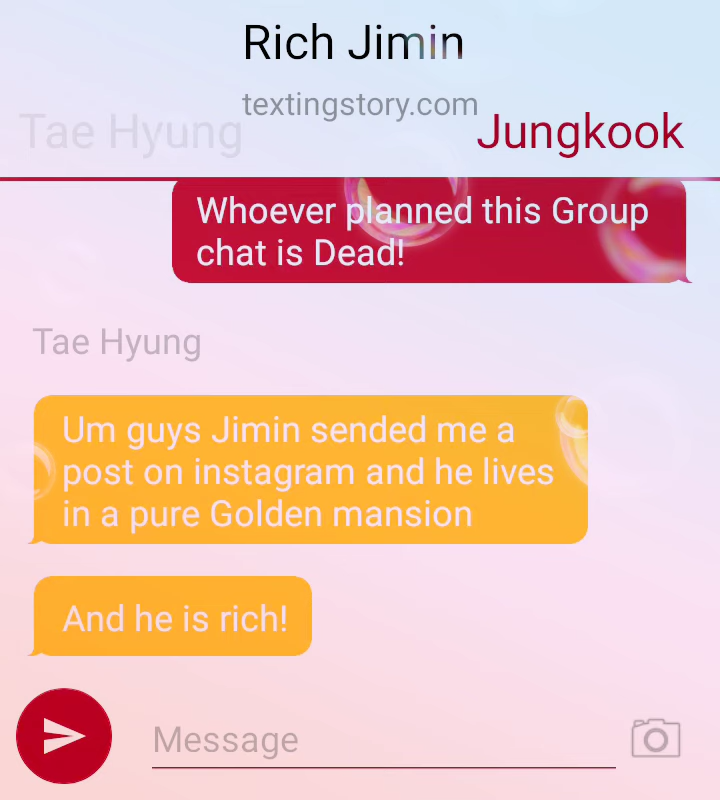 Rich Jimin
textingstory.com
Tae Hyung Jungkook
Whoever planned this Group
chat is Dead!
Tae Hyung
Um guys Jimin sended me a
post on instagram and he lives
in a pure Golden mansion
And he is rich!
Message